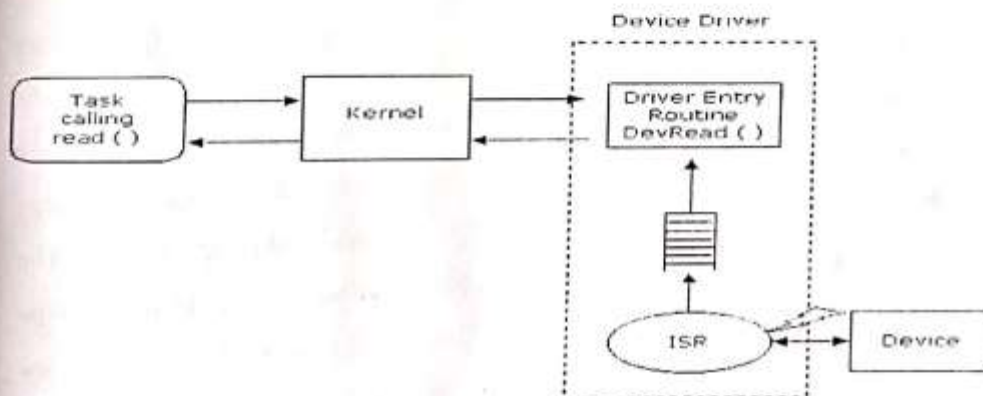 Device Driver
Task
calling
read ( )
Kernel
Driver Entry
Routine
DevRead ( )
ISR
Device